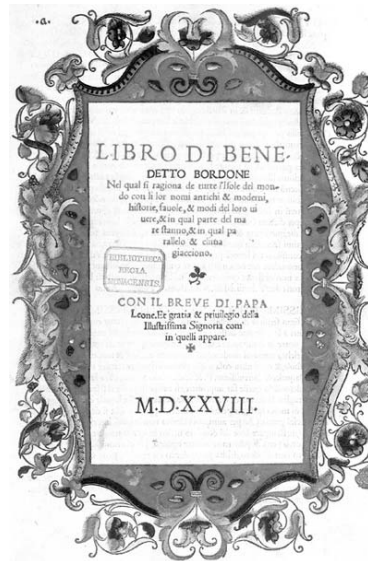 .a.
LIBRO DI BENE-
DETTO BORDONE
Nel qual si ragiona de tutte l'Isole del mon-
do con li lor nomi antichi & moderni,
historie, fauole, & modi del loro ui
uere, & in qual parte del ma
re stanno, & in qual pa
rallelo & clima
giacciono.
BIBLIOTHECA
REGIA
MONACENSIS.
CON IL BREVE DI PAPA
Leone. Et gratia & priuilegio della
Illustrissima Signoria com'
in quelli appare.
M.D.XXVIII.